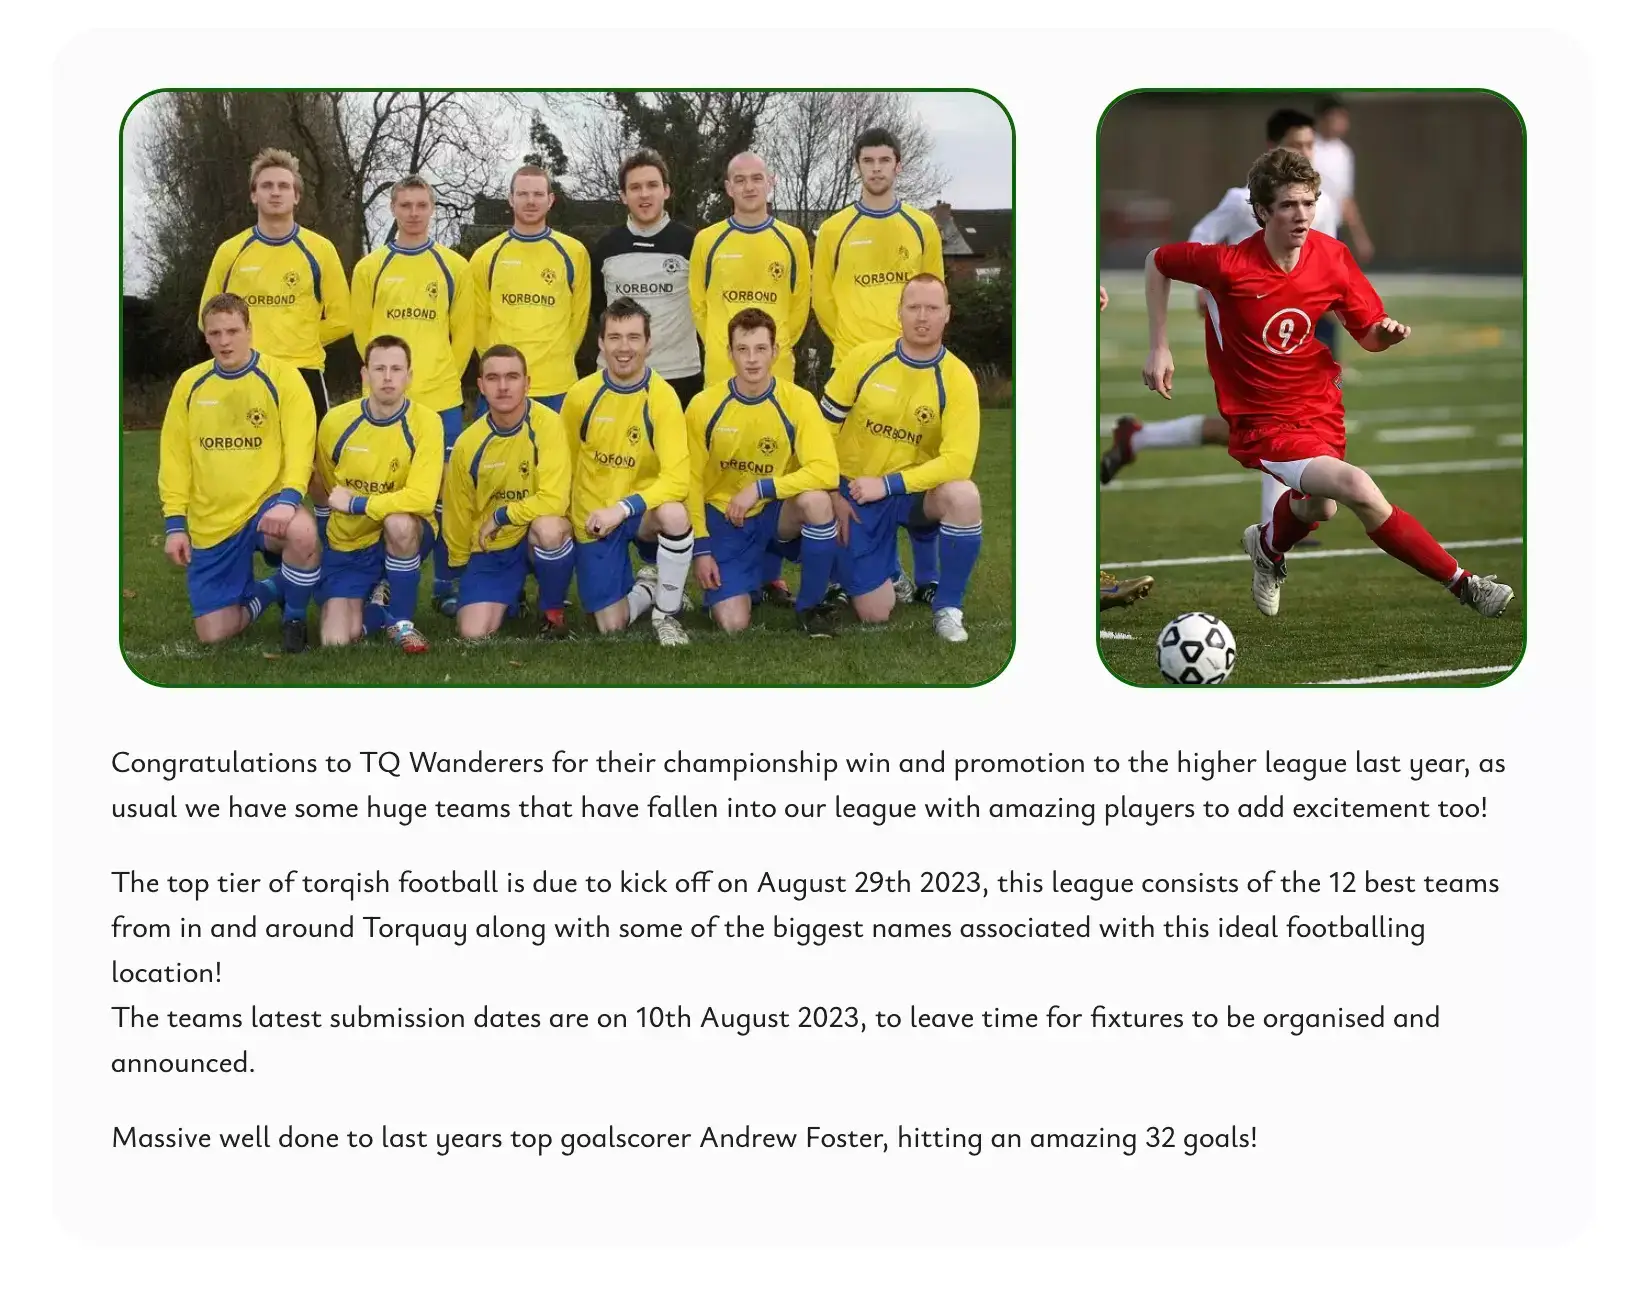 KORBOND
KORBOND
KORBOND
KORBOND
KORBOND
KORBOND
KORBOND
KORBOND
9
Congratulations to TQ Wanderers for their championship win and promotion to the higher league last year, as
usual we have some huge teams that have fallen into our league with amazing players to add excitement too!
The top tier of torqish football is due to kick off on August 29th 2023, this league consists of the 12 best teams
from in and around Torquay along with some of the biggest names associated with this ideal footballing
location!
The teams latest submission dates are on 10th August 2023, to leave time for fixtures to be organised and
announced.
Massive well done to last years top goalscorer Andrew Foster, hitting an amazing 32 goals!